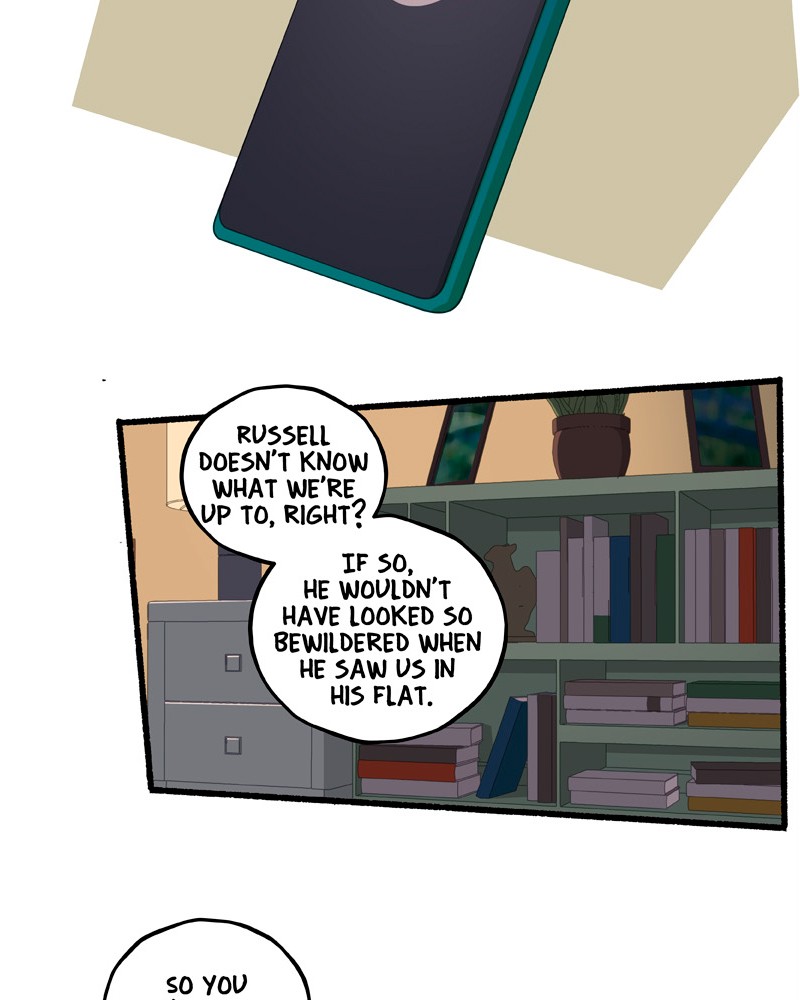 RUSSELL
DOESN'T KNOW
WHAT WE'RE
UP TO, RIGHT?
IF SO,
HE WOULDN'T
HAVE LOOKED SO
BEWILDERED WHEN
HE SAW US IN
HIS FLAT.
SO YOU